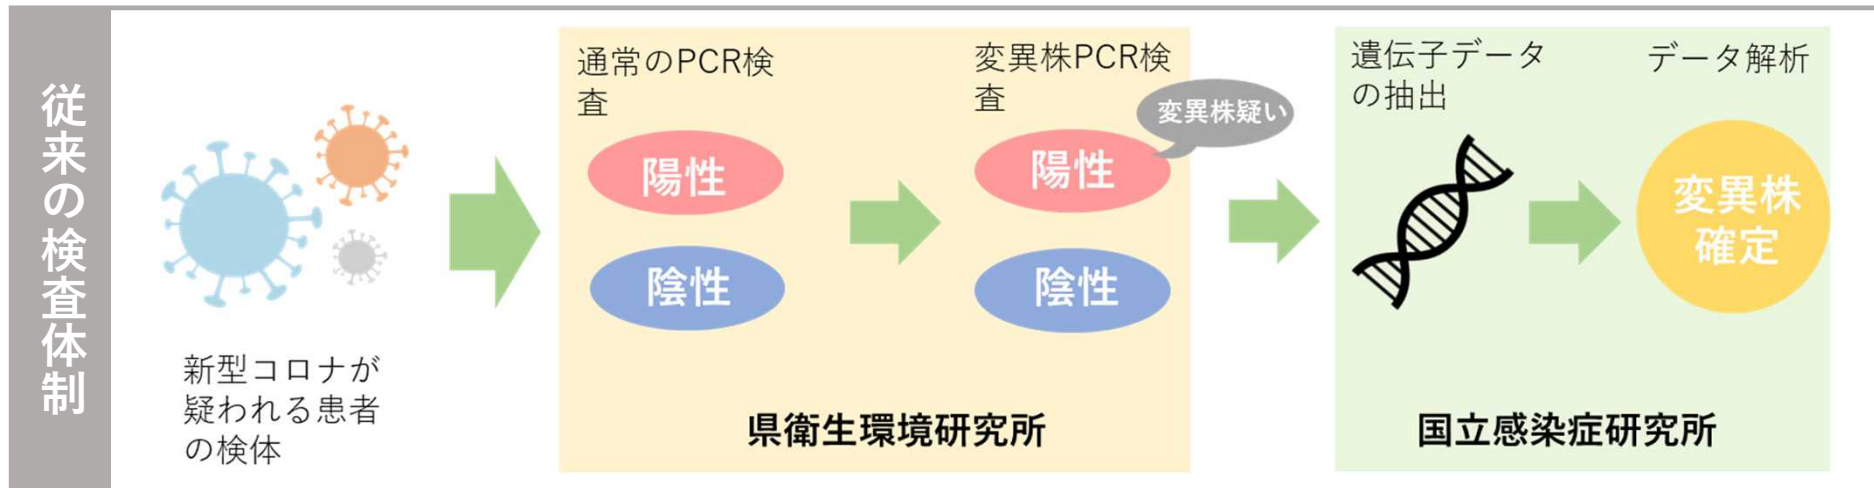 従来の検査体制
新型コロナが
疑われる患者
の検体
通常のPCR検
査
陽性
陰性
変異株PCR検
査
変異株疑い
陽性
陰性
県衛生環境研究所
遺伝子データ
の抽出
データ解析
変異株
確定
国立感染症研究所